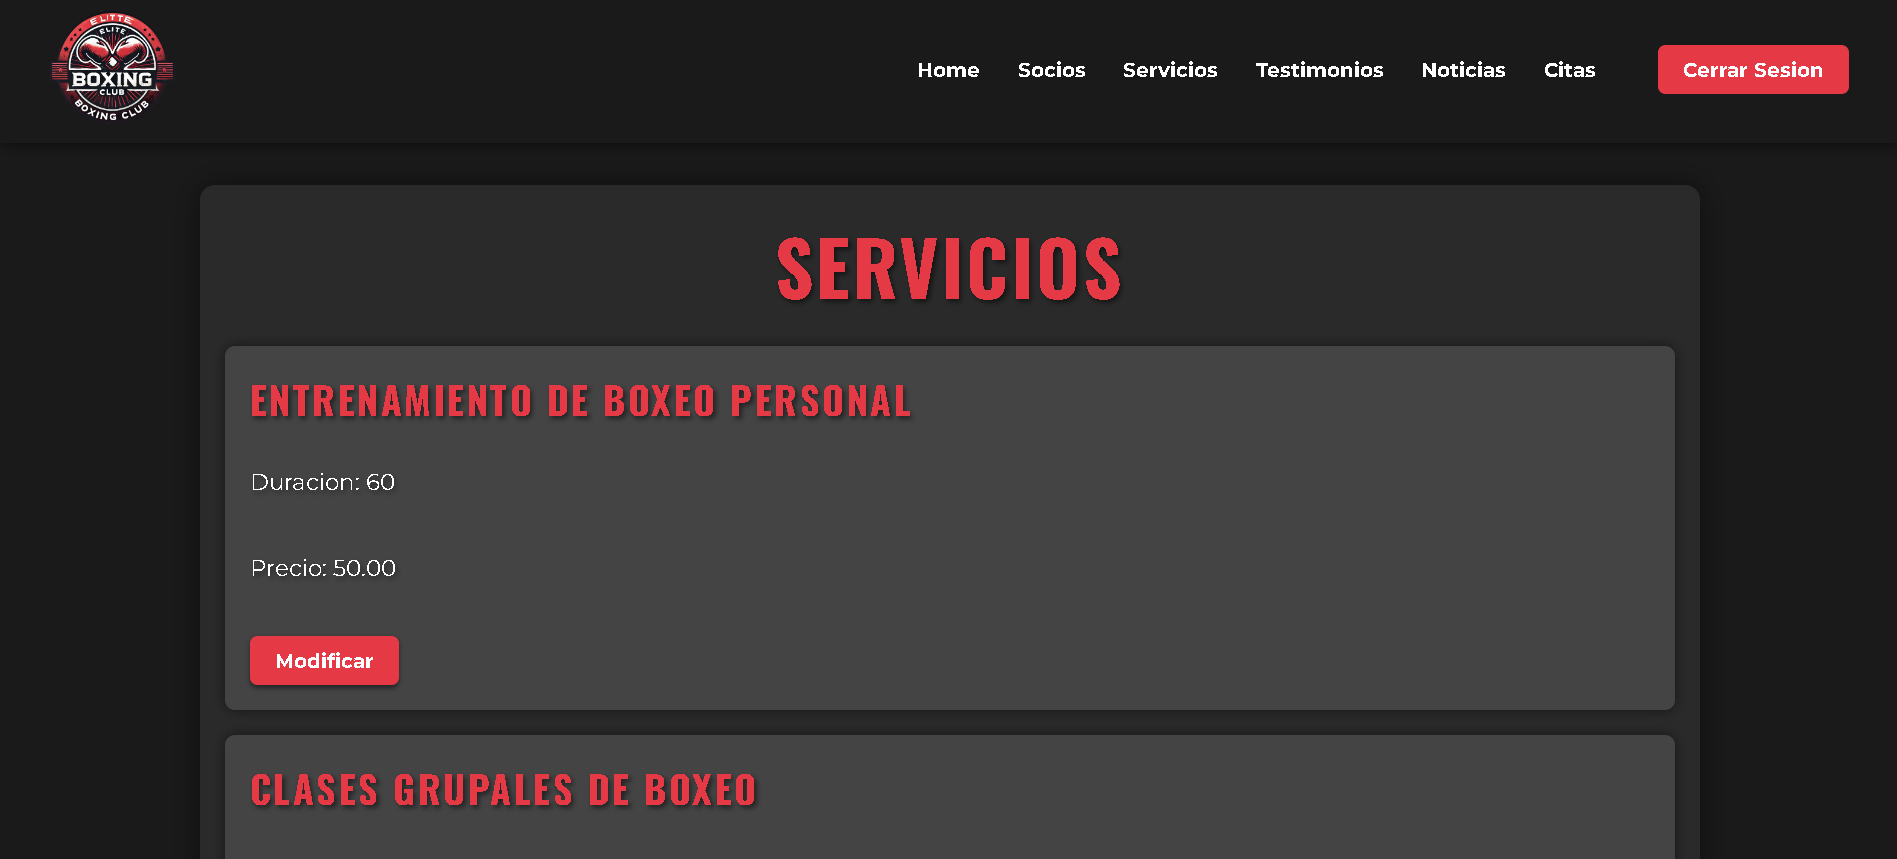 ELITTE
ELITE
BOXING
CLUB
BOXING CLUB
Home Socios Servicios Testimonios Noticias Citas Cerrar Sesion
SERVICIOS
ENTRENAMIENTO DE BOXEO PERSONAL
Duracion: 60
Precio: 50.00
Modificar
CLASES GRUPALES DE BOXEO